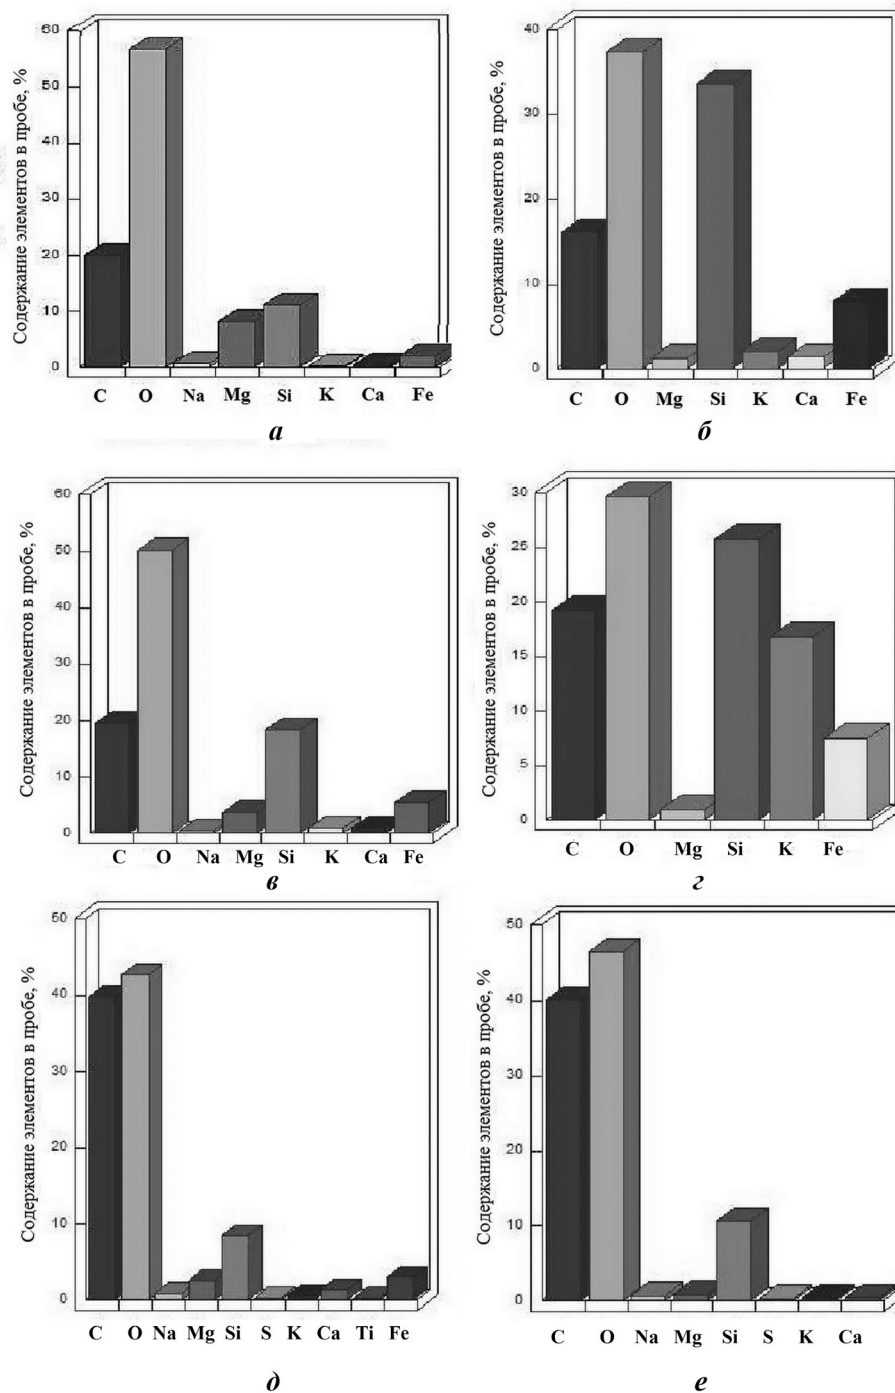 Содержание элементов в пробе, %
60
50
40
30
20
10
0
C O Na Mg Si K Ca Fe
а
Содержание элементов в пробе, %
40
30
20
10
0
C O Mg Si K Ca Fe
б
Содержание элементов в пробе, %
60
50
40
30
20
10
0
C O Na Mg Si K Ca Fe
в
Содержание элементов в пробе, %
30
25
20
15
10
5
0
C O Mg Si K Fe
г
Содержание элементов в пробе, %
50
40
30
20
10
0
C O Na Mg Si S K Ca Ti Fe
д
Содержание элементов в пробе, %
50
40
30
20
10
0
C O Na Mg Si S K Ca
е